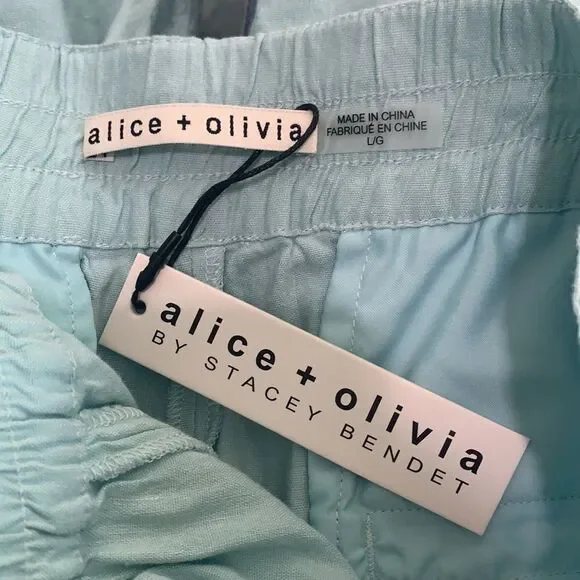 alice + olivia
MADE IN CHINA
FABRIQUÉ EN CHINE
L/G
alice + olivia
BY STACEY BENDET